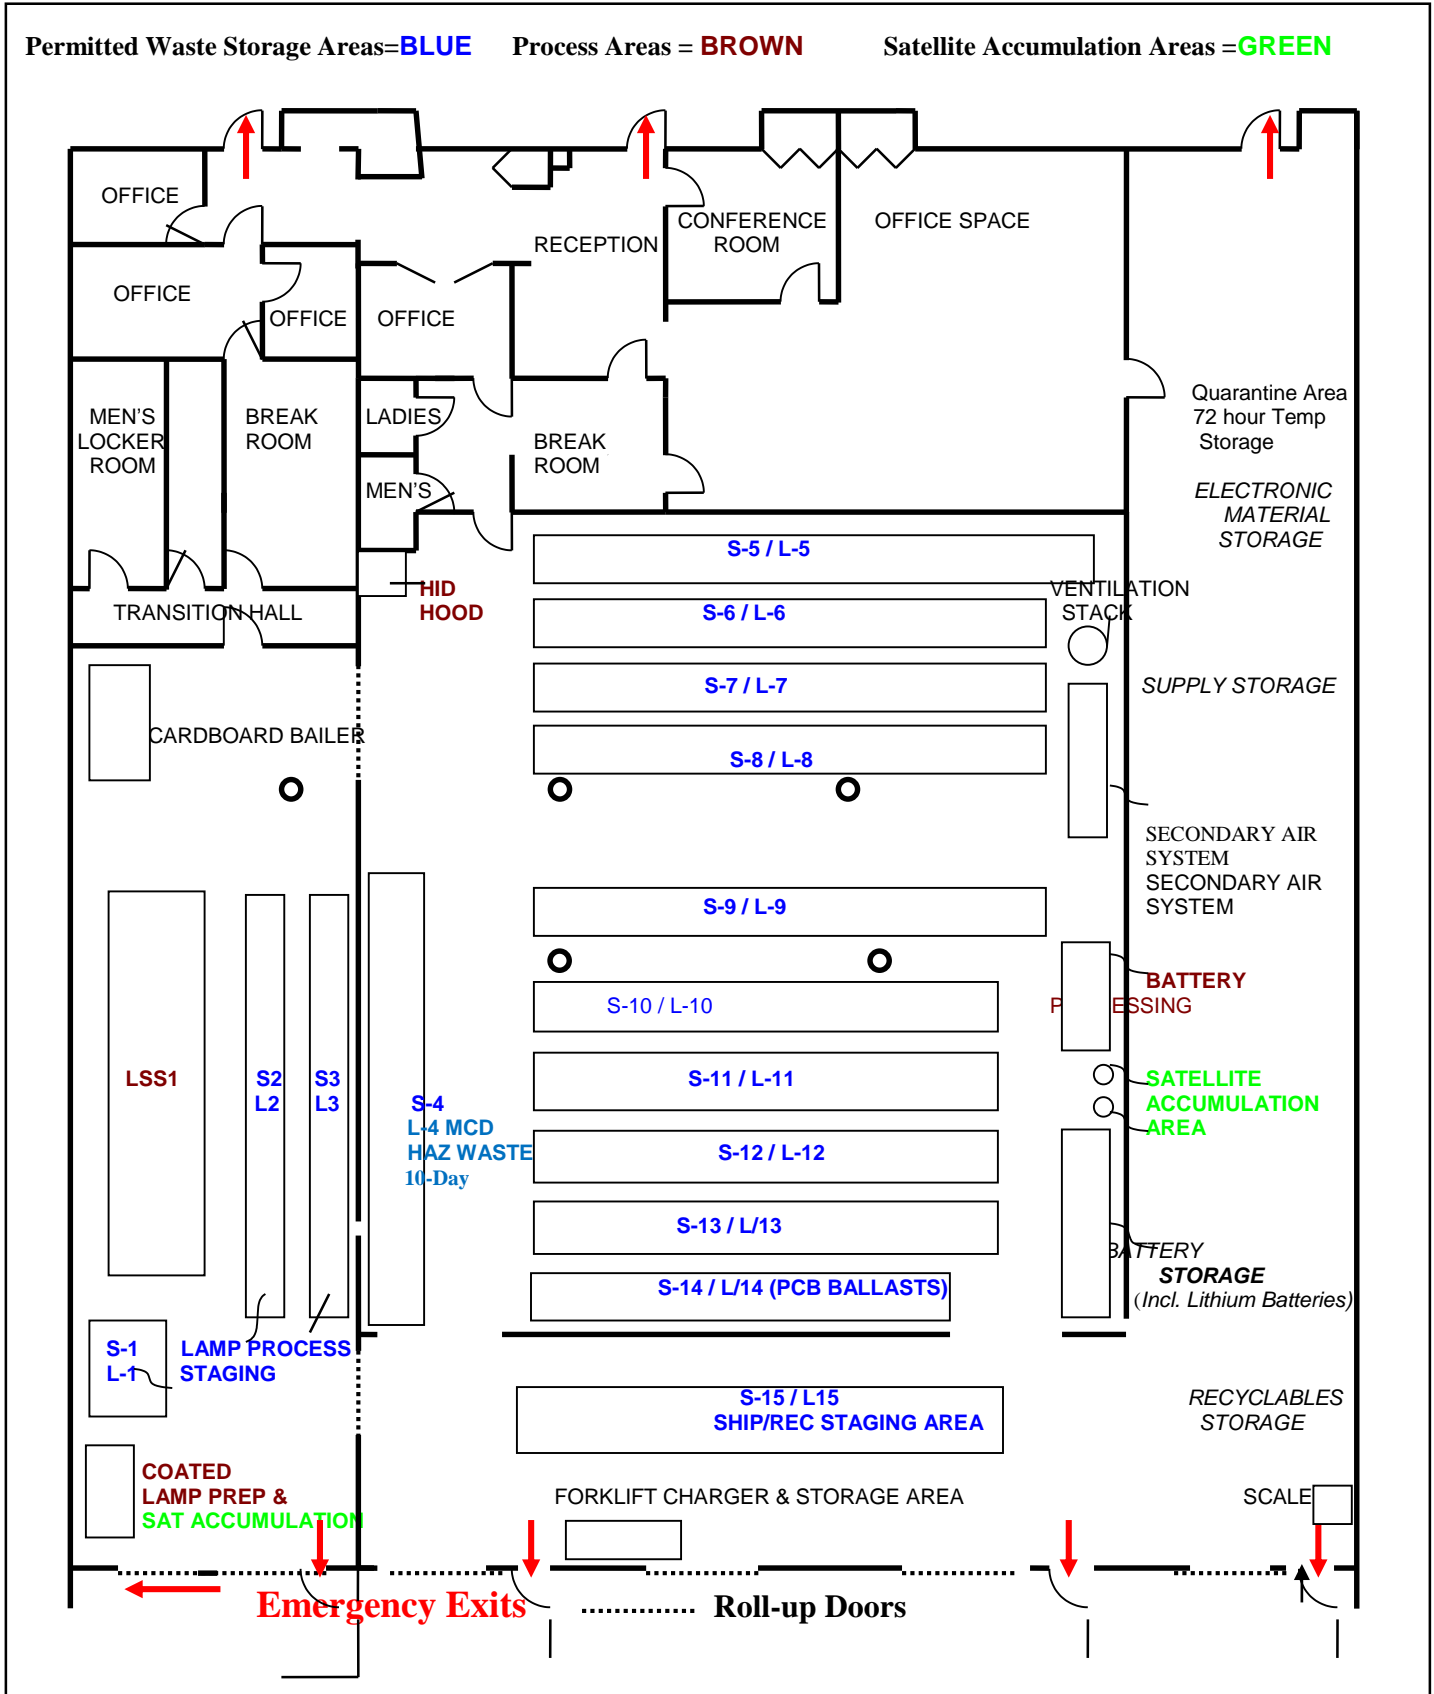 Permitted Waste Storage Areas=BLUE Process Areas = BROWN Satellite Accumulation Areas =GREEN
OFFICE
CONFERENCE
ROOM
OFFICE SPACE
RECEPTION
OFFICE
OFFICE
OFFICE
MEN'S
LOCKER
ROOM
BREAK
ROOM
LADIES
MEN'S
BREAK
ROOM
Quarantine Area
72 hour Temp
Storage
ELECTRONIC
MATERIAL
STORAGE
S-5 / L-5
HID
HOOD
TRANSITION HALL
S-6 / L-6
VENTILATION
STACK
S-7 / L-7
SUPPLY STORAGE
CARDBOARD BAILER
S-8 / L-8
SECONDARY AIR
SYSTEM
SECONDARY AIR
SYSTEM
S-9 / L-9
BATTERY
P ESSING
S-10 / L-10
LSS1
S2
L2
S3
L3
S-4
L-4 MCD
HAZ WASTE
10-Day
S-11 / L-11
SATELLITE
ACCUMULATION
AREA
S-12 / L-12
S-13 / L/13
BATTERY
STORAGE
(Incl. Lithium Batteries)
S-14 / L/14 (PCB BALLASTS)
S-1
L-1
LAMP PROCESS
STAGING
S-15 / L15
SHIP/REC STAGING AREA
RECYCLABLES
STORAGE
COATED
LAMP PREP &
SAT ACCUMULATION
FORKLIFT CHARGER & STORAGE AREA
SCALE
Emergency Exits
Roll-up Doors